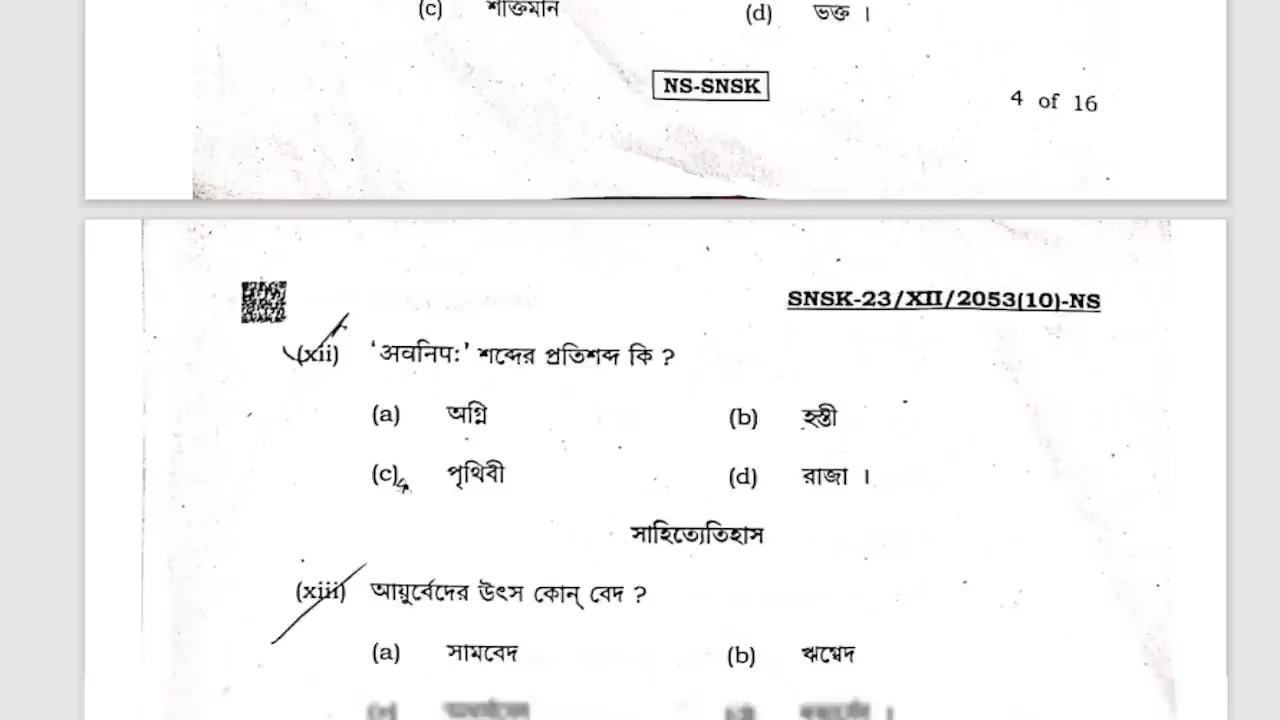 (c) শক্তিমান (d) ভক্ত ।
NS-SNSK
4 of 16
SNSK-23/XII/2053(10)-NS
(xii) 'अवनिपः' শব্দের প্রতিশব্দ কি ?
(a) অগ্নি (b) হস্তী
(c) পৃথিবী (d) রাজা ।
সাহিত্যেতিহাস
(xiii) আয়ুর্বেদের উৎস কোন্ বেদ ?
(a) সামবেদ (b) ঋগ্বেদ